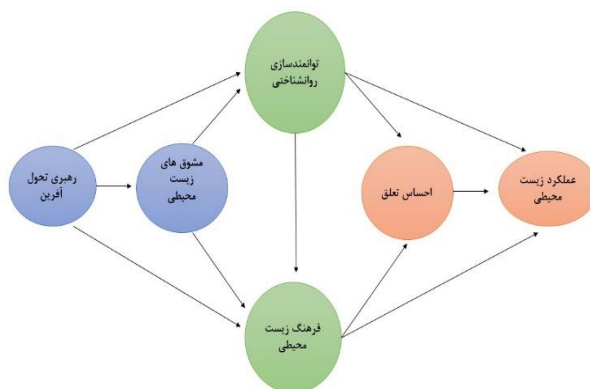 توانمندسازی
روانشناختی
رهبری تحول
آفرین
مشوق های
زیست
محیطی
احساس تعلق
عملکرد زیست
محیطی
فرهنگ زیست
محیطی